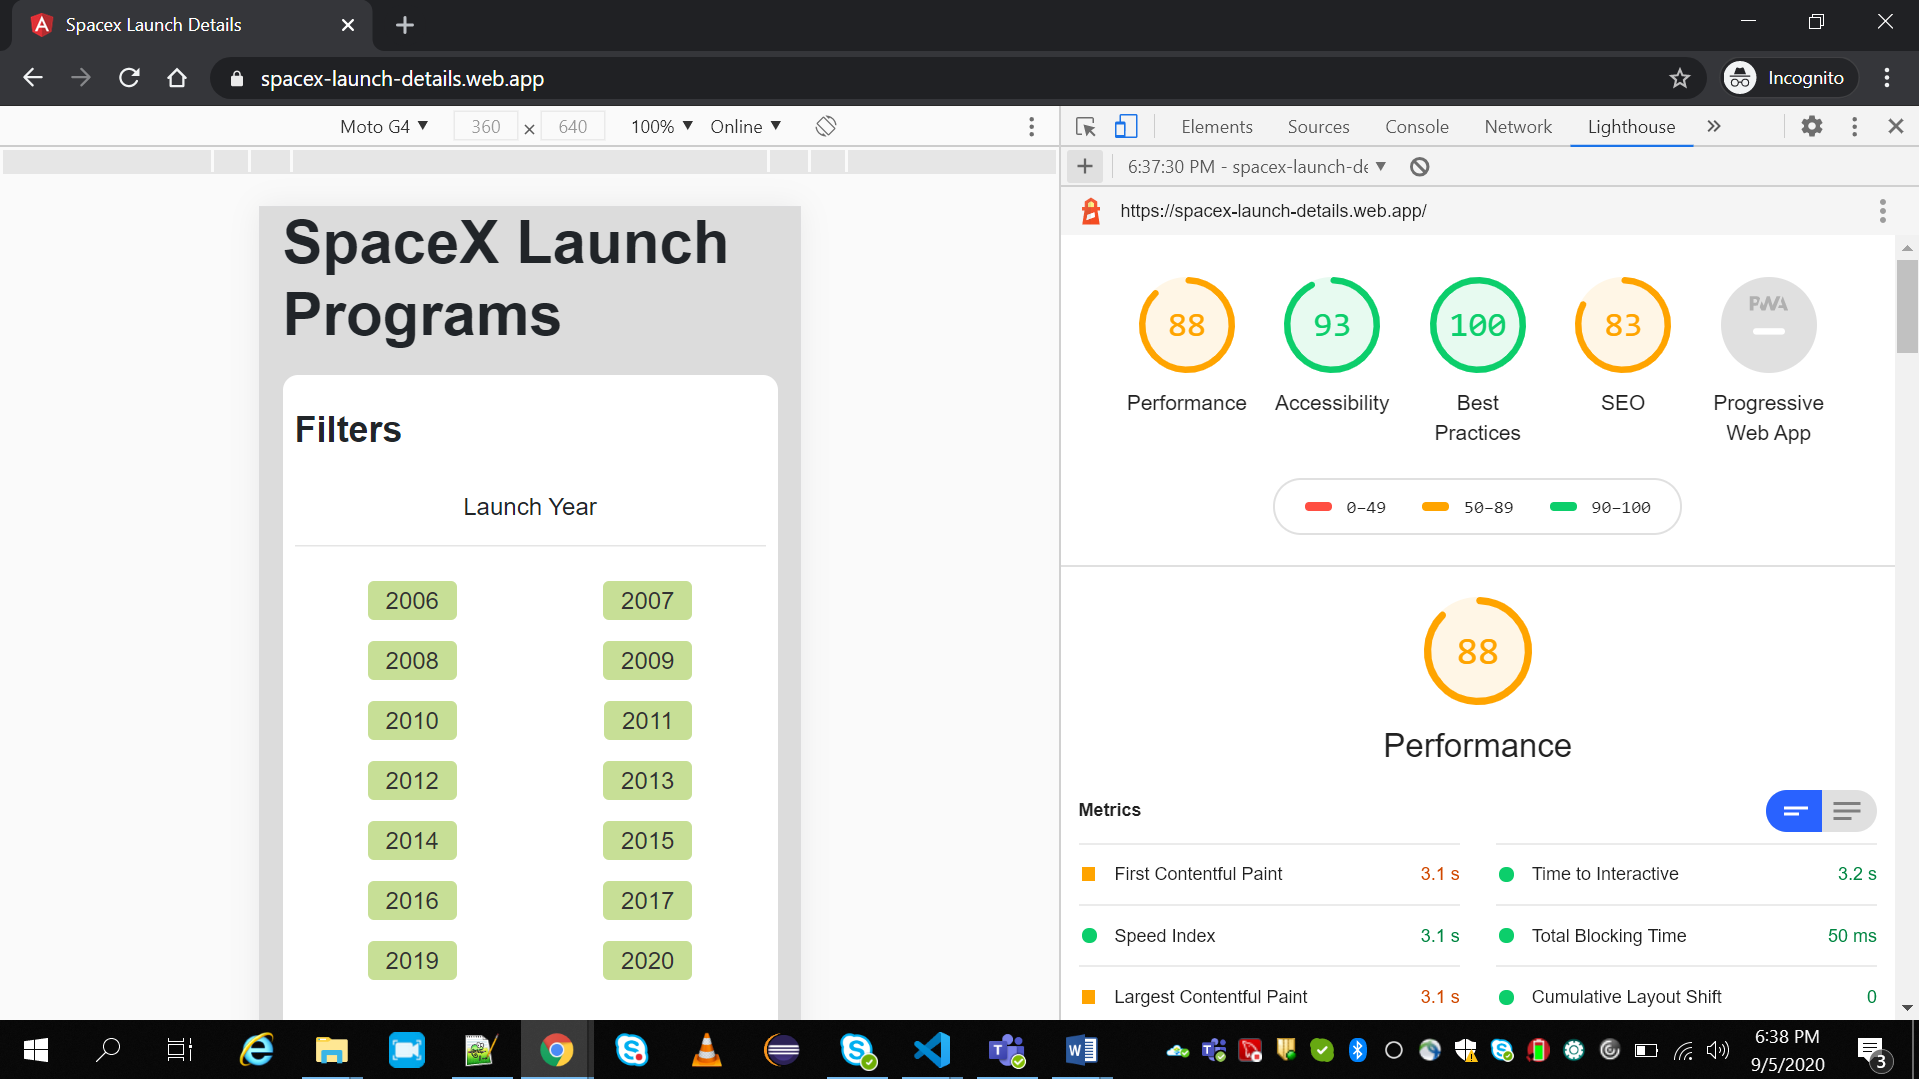 Spacex Launch Details
spacex-launch-details.web.app
Incognito
Moto G4
360 × 640
100%
Online
Elements
Sources
Console
Network
Lighthouse
6:37:30 PM - spacex-launch-de
https://spacex-launch-details.web.app/
SpaceX Launch
Programs
Filters
Launch Year
2006
2007
2008
2009
2010
2011
2012
2013
2014
2015
2016
2017
2019
2020
88
93
100
83
PWA
Performance
Accessibility
Best
Practices
SEO
Progressive
Web App
0–49
50–89
90–100
88
Performance
Metrics
First Contentful Paint 3.1 s
Time to Interactive 3.2 s
Speed Index 3.1 s
Total Blocking Time 50 ms
Largest Contentful Paint 3.1 s
Cumulative Layout Shift 0
6:38 PM
9/5/2020
3